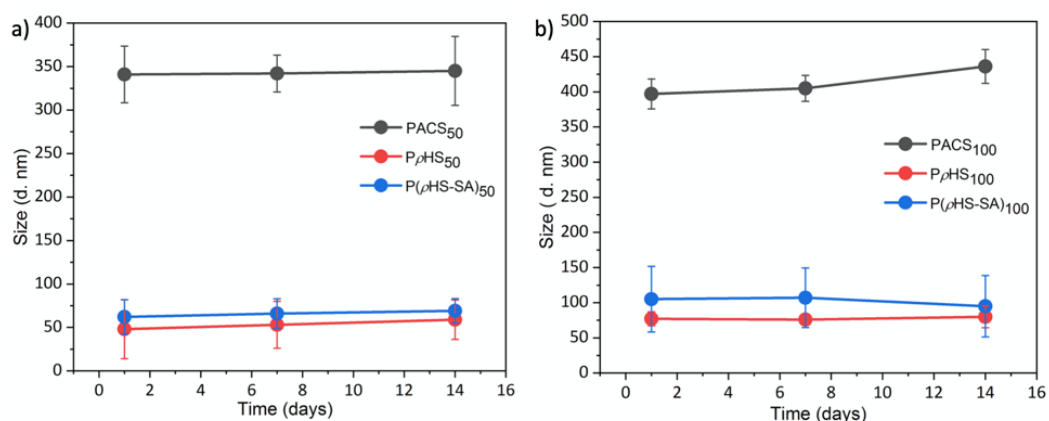 a)
400
350
300
250
200
150
100
50
0
Size (d. nm)
0 2 4 6 8 10 12 14 16
Time (days)
PACS50
PρHS50
P(ρHS-SA)50
b)
500
450
400
350
300
250
200
150
100
50
0
Size ( d. nm)
0 2 4 6 8 10 12 14 16
Time (days)
PACS100
PρHS100
P(ρHS-SA)100